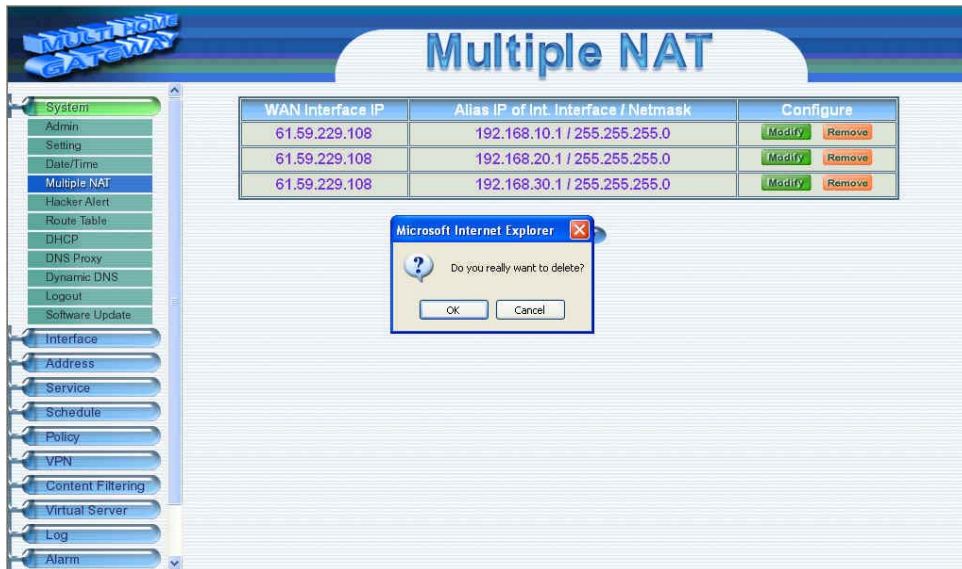 MULTI HOME
GATEWAY
Multiple NAT
System
Admin
Setting
Date/Time
Multiple NAT
Hacker Alert
Route Table
DHCP
DNS Proxy
Dynamic DNS
Logout
Software Update
Interface
Address
Service
Schedule
Policy
VPN
Content Filtering
Virtual Server
Log
Alarm
WAN Interface IP Alias IP of Int. Interface / Netmask Configure
61.59.229.108 192.168.10.1 / 255.255.255.0 Modify Remove
61.59.229.108 192.168.20.1 / 255.255.255.0 Modify Remove
61.59.229.108 192.168.30.1 / 255.255.255.0 Modify Remove
Microsoft Internet Explorer
Do you really want to delete?
OK Cancel